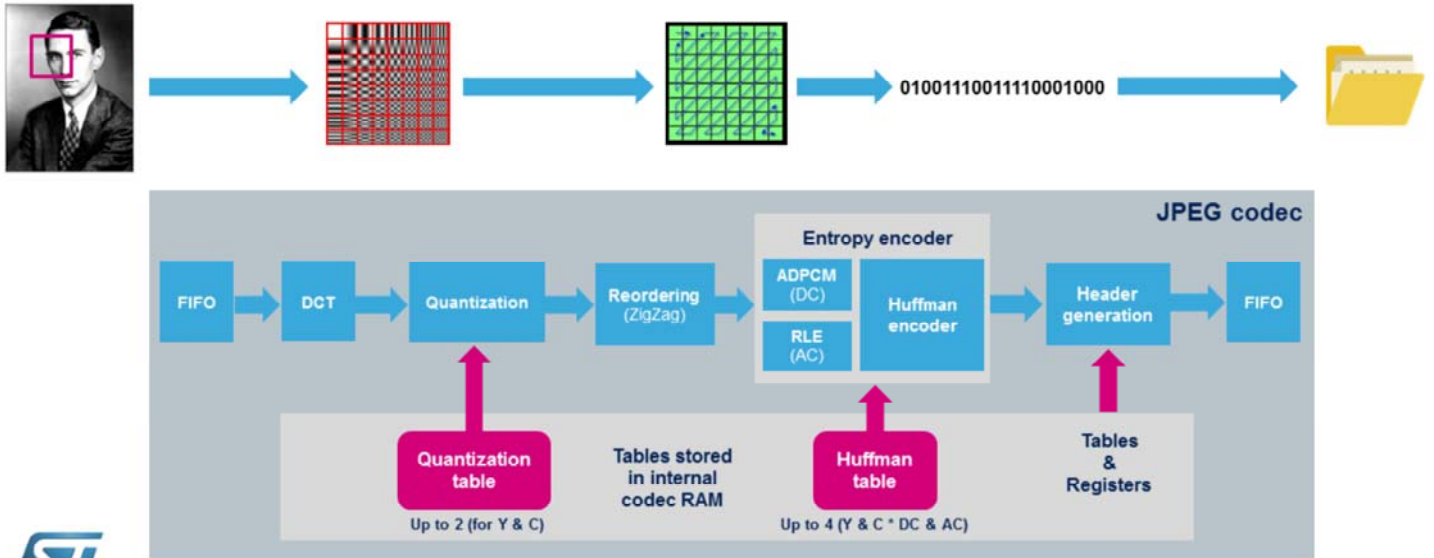 01001110011110001000
JPEG codec
Entropy encoder
FIFO
DCT
Quantization
Reordering
(ZigZag)
ADPCM
(DC)
RLE
(AC)
Huffman
encoder
Header
generation
FIFO
Quantization
table
Tables stored
in internal
codec RAM
Huffman
table
Tables
&
Registers
Up to 2 (for Y & C)
Up to 4 (Y & C * DC & AC)